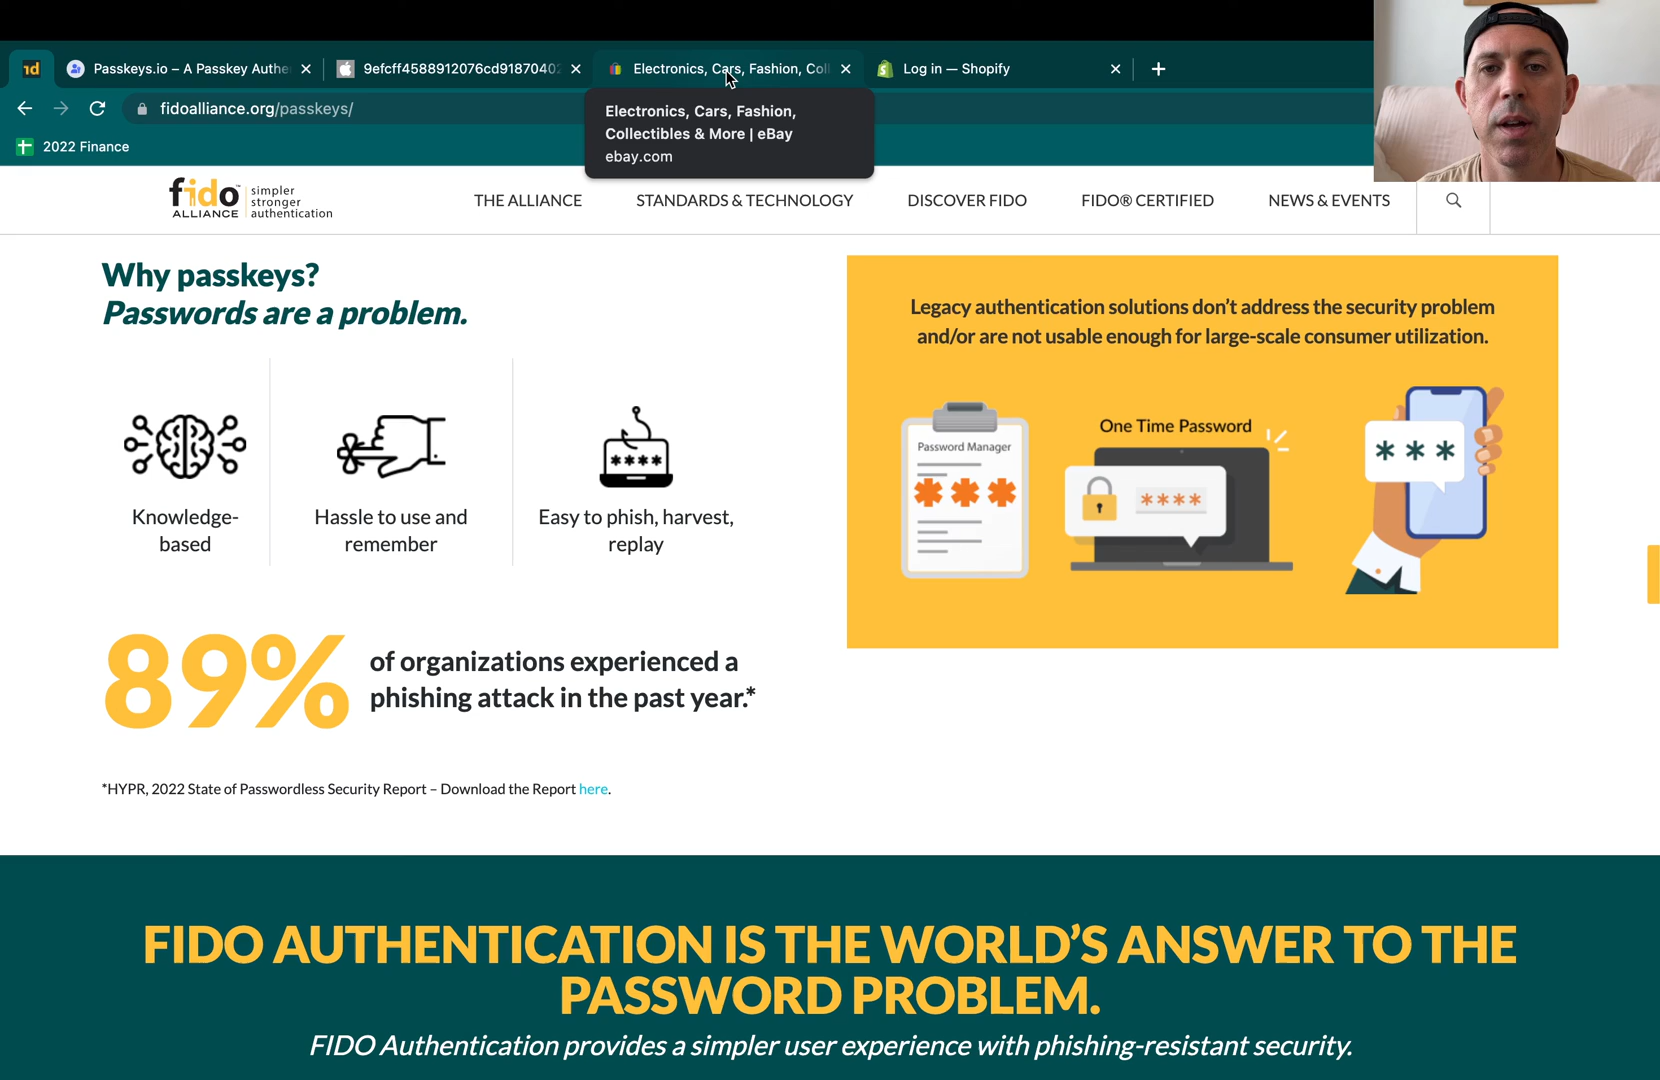 Passkeys.io – A Passkey Authe
9efcff4588912076cd9187040
Electronics, Cars, Fashion, Col
Log in — Shopify
fidoalliance.org/passkeys/
Electronics, Cars, Fashion,
Collectibles & More | eBay
ebay.com
2022 Finance
fido
ALLIANCE
simpler
stronger
authentication
THE ALLIANCE
STANDARDS & TECHNOLOGY
DISCOVER FIDO
FIDO® CERTIFIED
NEWS & EVENTS
Why passkeys?
Passwords are a problem.
Knowledge-
based
Hassle to use and
remember
****
Easy to phish, harvest,
replay
89%
of organizations experienced a
phishing attack in the past year.*
*HYPR, 2022 State of Passwordless Security Report – Download the Report here.
Legacy authentication solutions don’t address the security problem
and/or are not usable enough for large-scale consumer utilization.
Password Manager
***
One Time Password
****
***
FIDO AUTHENTICATION IS THE WORLD’S ANSWER TO THE
PASSWORD PROBLEM.
FIDO Authentication provides a simpler user experience with phishing-resistant security.